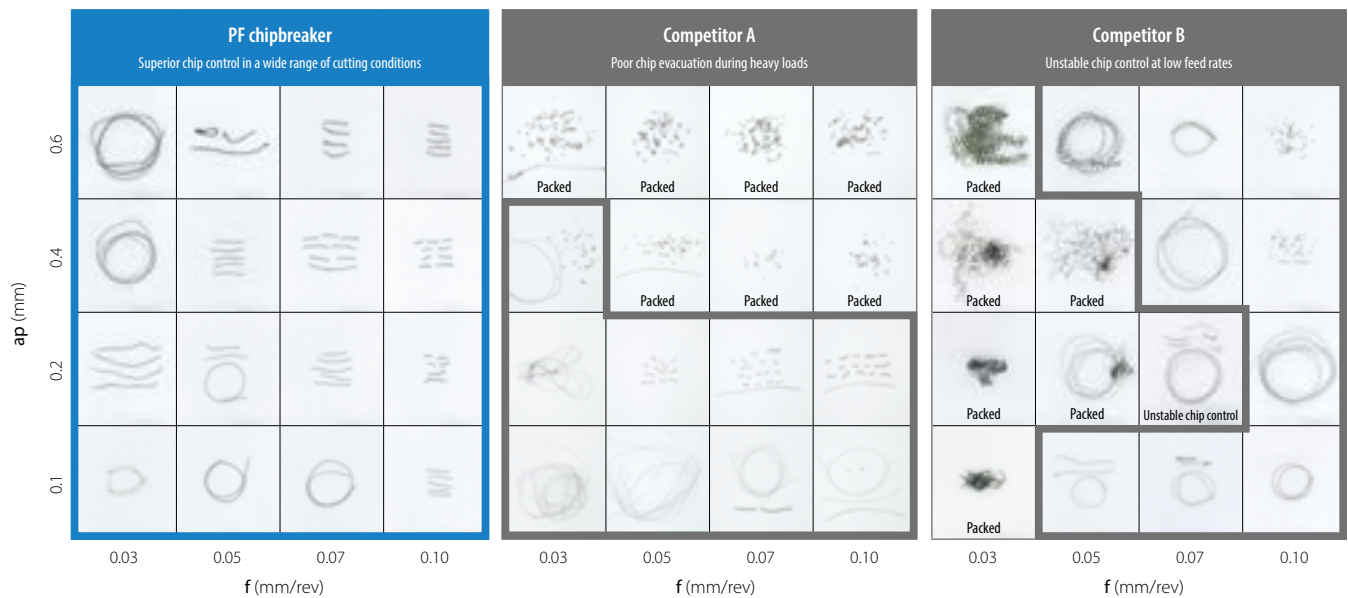 PF chipbreaker
Superior chip control in a wide range of cutting conditions
Competitor A
Poor chip evacuation during heavy loads
Competitor B
Unstable chip control at low feed rates
ap (mm)
0.6
Packed
Packed
Packed
Packed
Packed
0.4
Packed
Packed
Packed
Packed
Packed
0.2
Packed
Packed
Unstable chip control
0.1
Packed
0.03 0.05 0.07 0.10
0.03 0.05 0.07 0.10
0.03 0.05 0.07 0.10
f (mm/rev)
f (mm/rev)
f (mm/rev)